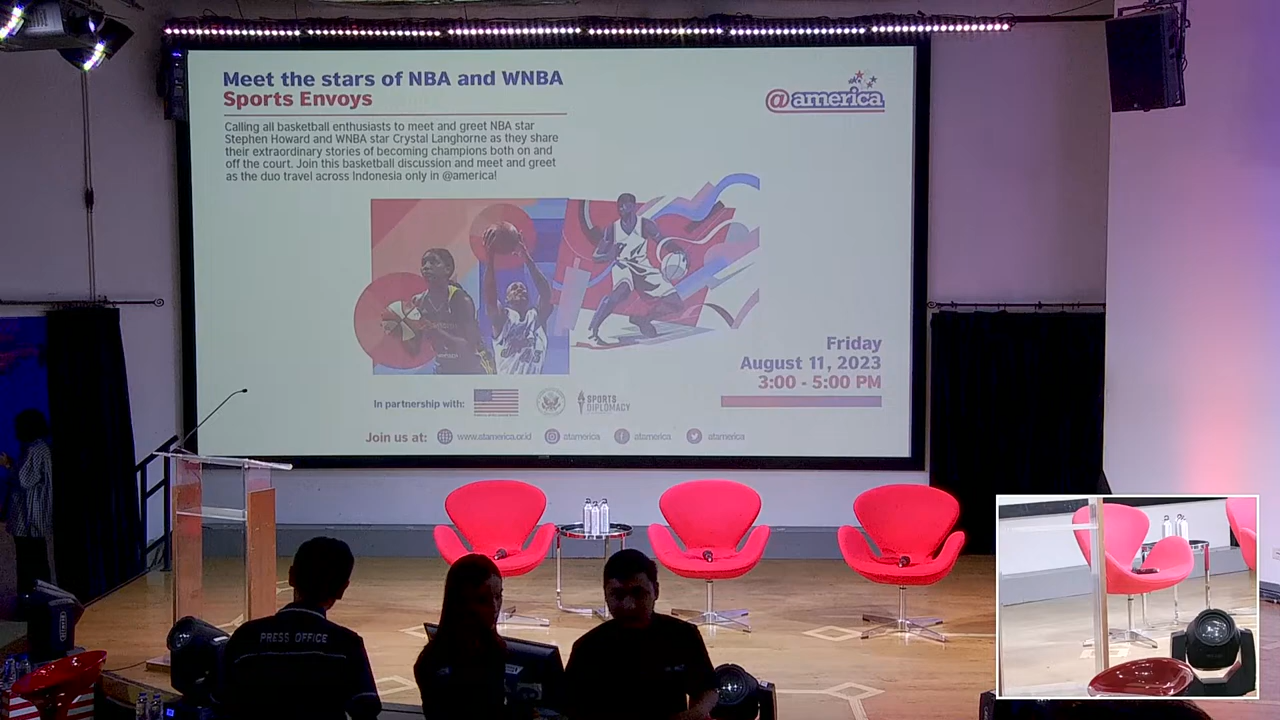 Meet the stars of NBA and WNBA
Sports Envoys
@america
Calling all basketball enthusiasts to meet and greet NBA star
Stephen Howard and WNBA star Crystal Langhorne as they share
their extraordinary stories of becoming champions both on and
off the court. Join this basketball discussion and meet and greet
as the duo travel across Indonesia only in @america!
Friday
August 11, 2023
3:00 - 5:00 PM
In partnership with:
SPORTS
DIPLOMACY
Join us at:
www.atamerica.or.id
atamerica
atamerica
atamerica
PRESS OFFICE